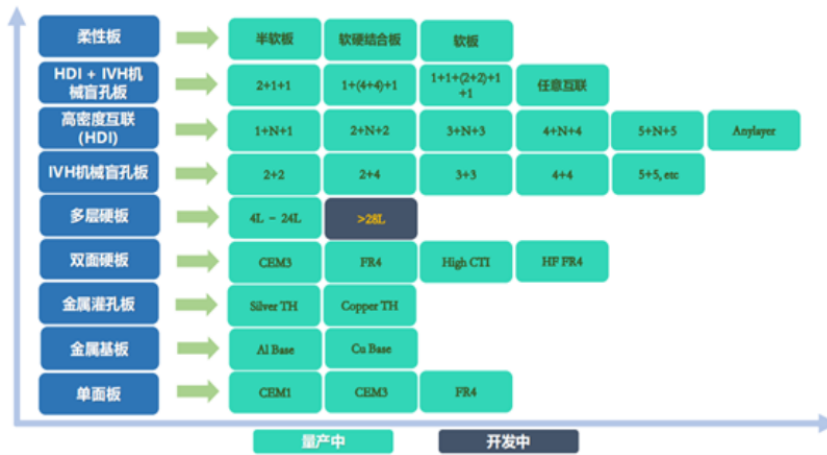 柔性板
半软板
软硬结合板
软板
HDI + IVH机
械盲孔板
2+1+1
1+(4+4)+1
1+1+(2+2)+1
+1
任意互联
高密度互联
(HDI)
1+N+1
2+N+2
3+N+3
4+N+4
5+N+5
Anylayer
IVH机械盲孔板
2+2
2+4
3+3
4+4
5+5, etc
多层硬板
4L - 24L
>28L
双面硬板
CEM3
FR4
High CTI
HF FR4
金属灌孔板
Silver TH
Copper TH
金属基板
Al Base
Cu Base
单面板
CEM1
CEM3
FR4
量产中
开发中